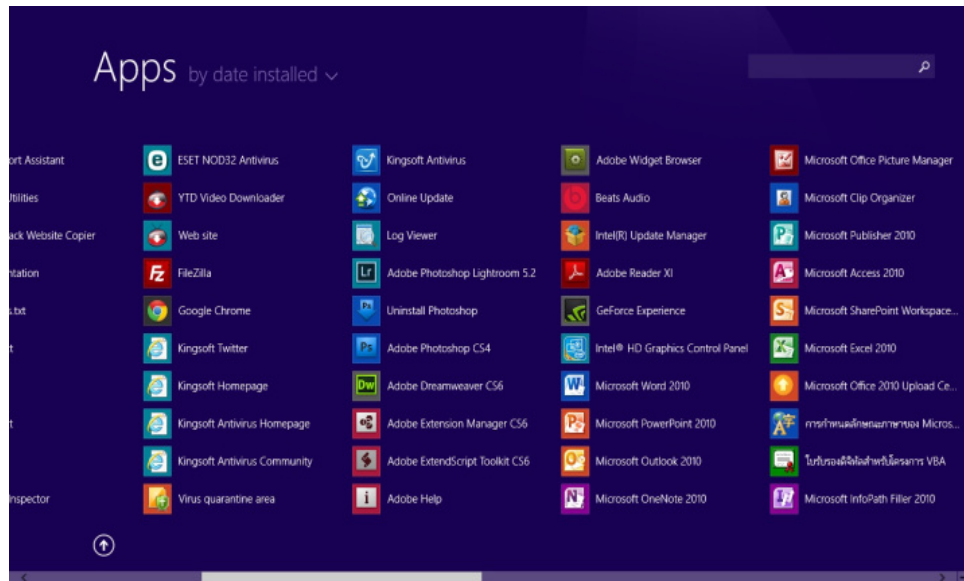 Apps by date installed
ort Assistant
Utilities
ack Website Copier
ntation
s.txt
t
t
Inspector
ESET NOD32 Antivirus
YTD Video Downloader
Web site
FileZilla
Google Chrome
Kingsoft Twitter
Kingsoft Homepage
Kingsoft Antivirus Homepage
Kingsoft Antivirus Community
Virus quarantine area
Kingsoft Antivirus
Online Update
Log Viewer
Adobe Photoshop Lightroom 5.2
Uninstall Photoshop
Adobe Photoshop CS4
Adobe Dreamweaver CS6
Adobe Extension Manager CS6
Adobe ExtendScript Toolkit CS6
Adobe Help
Adobe Widget Browser
Beats Audio
Intel(R) Update Manager
Adobe Reader XI
GeForce Experience
Intel® HD Graphics Control Panel
Microsoft Word 2010
Microsoft PowerPoint 2010
Microsoft Outlook 2010
Microsoft OneNote 2010
Microsoft Office Picture Manager
Microsoft Clip Organizer
Microsoft Publisher 2010
Microsoft Access 2010
Microsoft SharePoint Workspace...
Microsoft Excel 2010
Microsoft Office 2010 Upload Ce...
การกำหนดลักษณะภาษาของ Micros...
ใบรับรองดิจิทัลสำหรับโครงการ VBA
Microsoft InfoPath Filler 2010